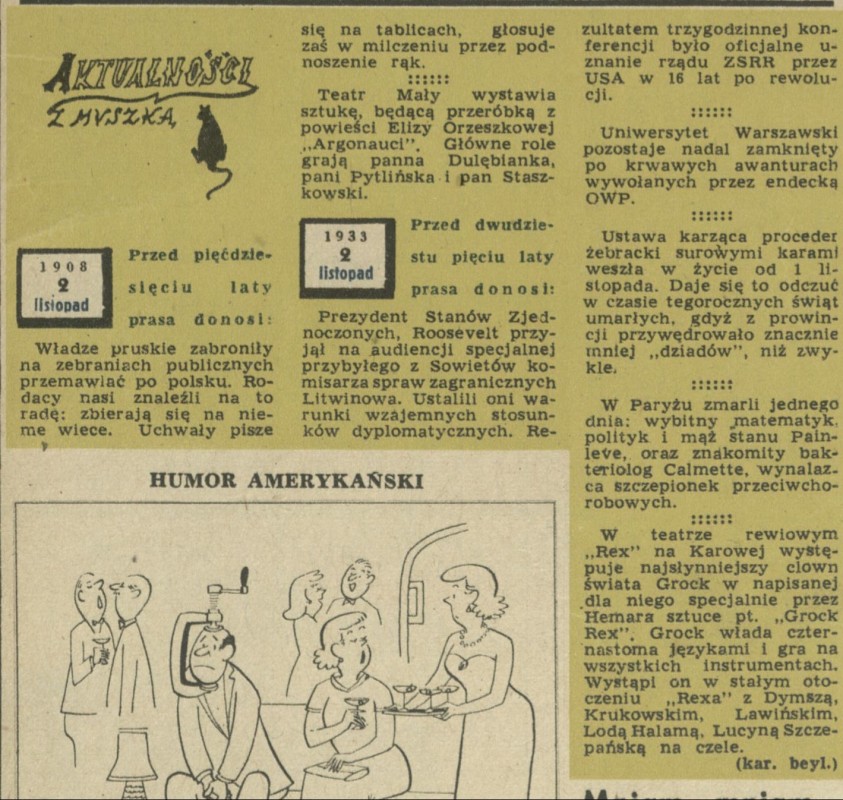 AKTUALNOŚCI
Z MYSZKĄ
1908
2
listopad
Przed pięćdzie-
sięciu laty
prasa donosi:
Władze pruskie zabroniły
na zebraniach publicznych
przemawiać po polsku. Ro-
dacy nasi znaleźli na to
radę: zbierają się na nie-
me wiece. Uchwały pisze
się na tablicach, głosuje
zaś w milczeniu przez pod-
noszenie rąk.
::::::
Teatr Mały wystawia
sztukę, będącą przeróbką z
powieści Elizy Orzeszkowej
„Argonauci". Główne role
grają panna Dulębianka,
pani Pytlińska i pan Stasz-
kowski.
1933
2
listopad
Przed dwudzie-
stu pięciu laty
prasa donosi:
Prezydent Stanów Zjed-
noczonych, Roosevelt przy-
jął na audiencji specjalnej
przybyłego z Sowietów ko-
misarza spraw zagranicznych
Litwinowa. Ustalili oni wa-
runki wzajemnych stosun-
ków dyplomatycznych. Re-
zultatem trzygodzinnej kon-
ferencji było oficjalne u-
znanie rządu ZSRR przez
USA w 16 lat po rewolu-
cji.
::::::
Uniwersytet Warszawski
pozostaje nadal zamknięty
po krwawych awanturach
wywołanych przez endecką
OWP.
::::::
Ustawa karząca proceder
żebracki surowymi karami
weszła w życie od 1 li-
stopada. Daje się to odczuć
w czasie tegorocznych świąt
umarłych, gdyż z prowin-
cji przywędrowało znacznie
mniej „dziadów", niż zwy-
kle.
::::::
W Paryżu zmarli jednego
dnia: wybitny matematyk,
polityk i mąż stanu Pain-
leve, oraz znakomity bak-
teriolog Calmette, wynalaz-
ca szczepionek przeciwcho-
robowych.
::::::
W teatrze rewiowym
„Rex" na Karowej wystę-
puje najsłynniejszy clown
świata Grock w napisanej
dla niego specjalnie przez
Hemara sztuce pt. „Grock
Rex". Grock włada czter-
nastoma językami i gra na
wszystkich instrumentach.
Wystąpi on w stałym oto-
czeniu „Rexa" z Dymszą,
Krukowskim, Lawińskim,
Lodą Halamą, Lucyną Szcze-
pańską na czele.
(kar. beyl.)
HUMOR AMERYKAŃSKI